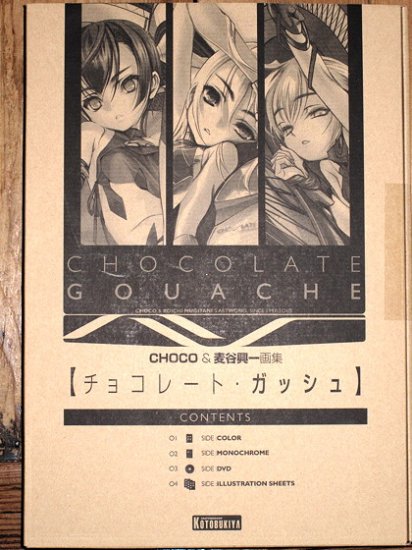 CHOCOLATE
GOUACHE
CHOCO & 麦谷興一画集
【チョコレート・ガッシュ】
CONTENTS
01 SIDE:COLOR
02 SIDE:MONOCHROME
03 SIDE:DVD
04 SIDE:ILLUSTRATION SHEETS
KOTOBUKIYA